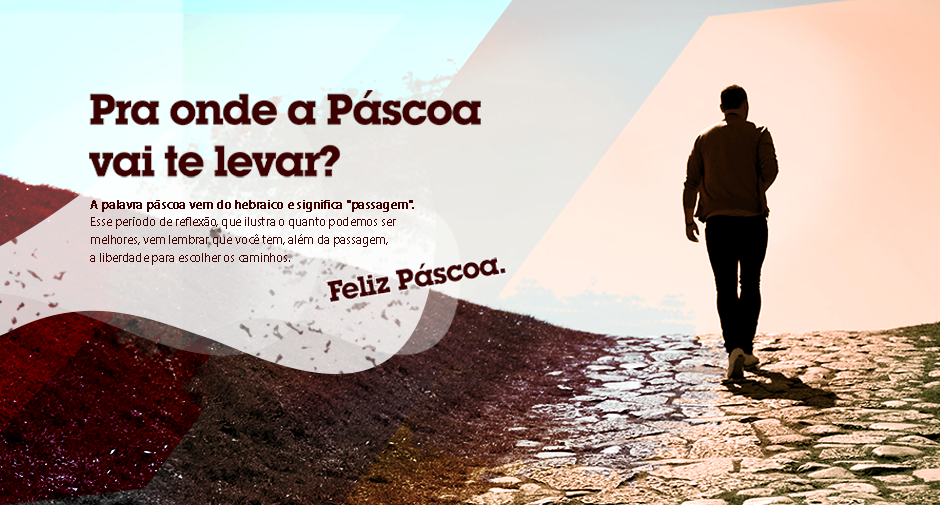 Pra onde a Páscoa
vai te levar?
A palavra páscoa vem do hebraico e significa "passagem".
Esse período de reflexão, que ilustra o quanto podemos ser
melhores, vem lembrar que você tem, além da passagem,
a liberdade para escolher os caminhos.
Feliz Páscoa.